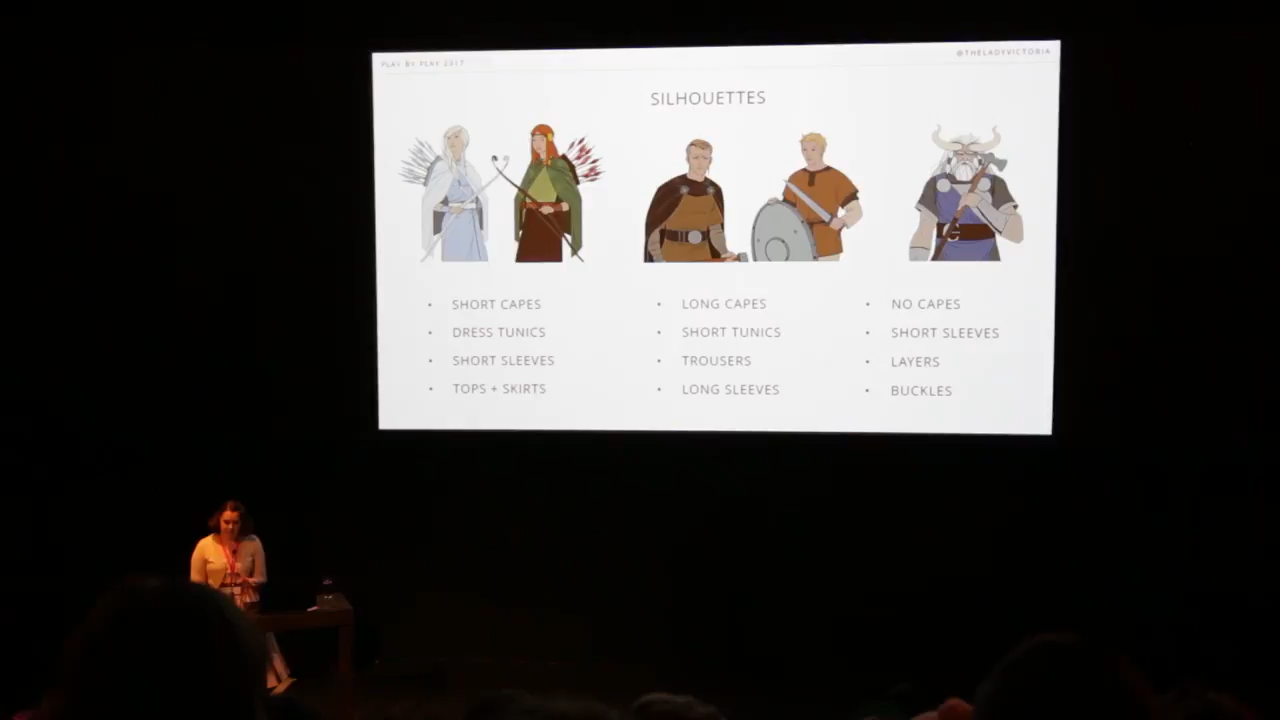 PLAY BY PLAY 2017
@THELADYVICTORIA
SILHOUETTES
• SHORT CAPES
• DRESS TUNICS
• SHORT SLEEVES
• TOPS + SKIRTS
• LONG CAPES
• SHORT TUNICS
• TROUSERS
• LONG SLEEVES
• NO CAPES
• SHORT SLEEVES
• LAYERS
• BUCKLES